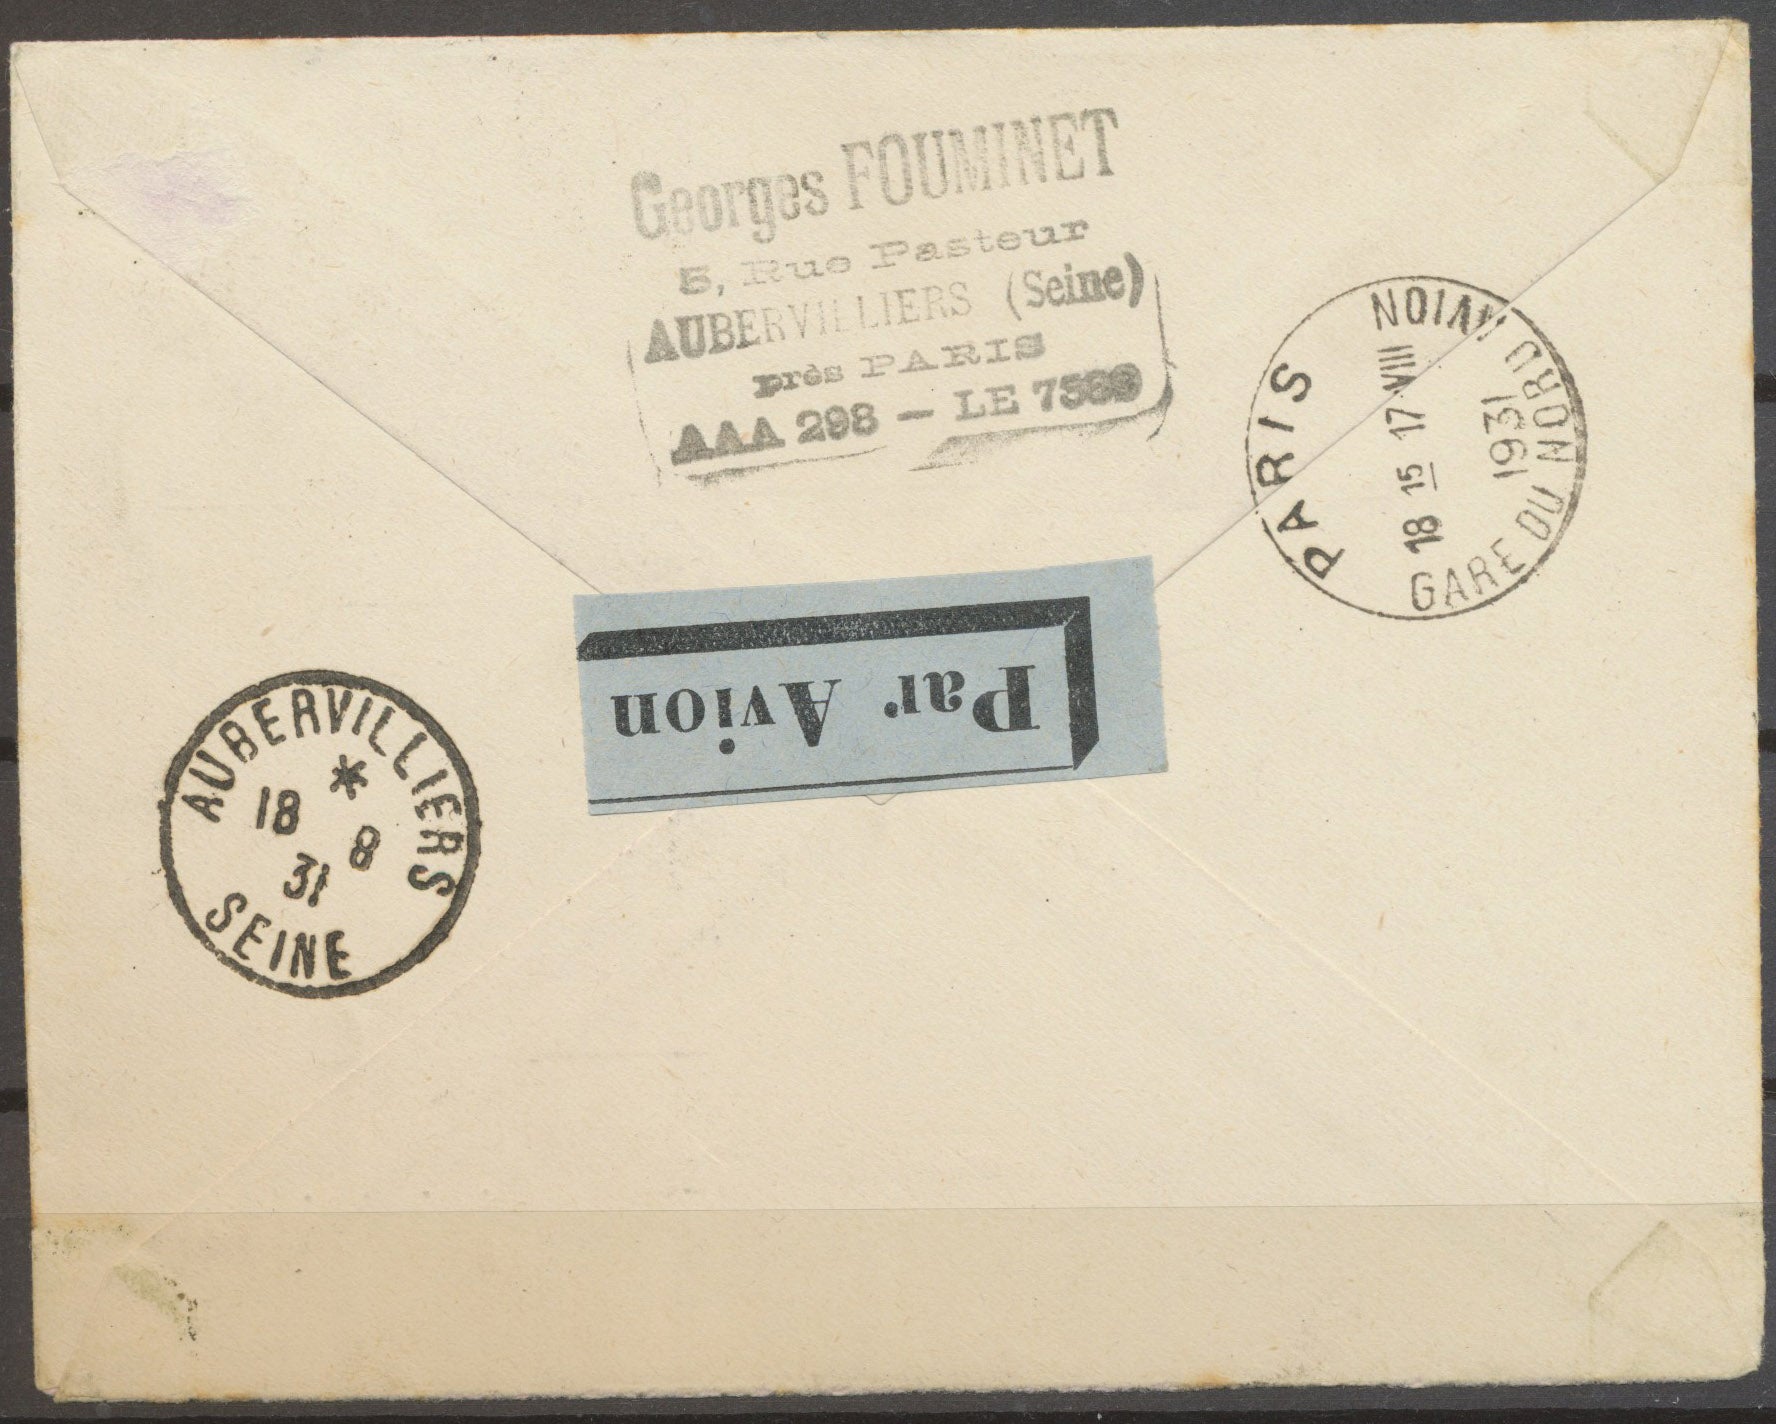 Georges FOUMINET
5, Rue Pasteur
AUBERVILLIERS (Seine)
près PARIS
AAA 298 — LE 7589
PARIS
18 15 17 VIII
1931
GARE DU NORD AVION
Par Avion
AUBERVILLIERS
*
18 8
31
SEINE